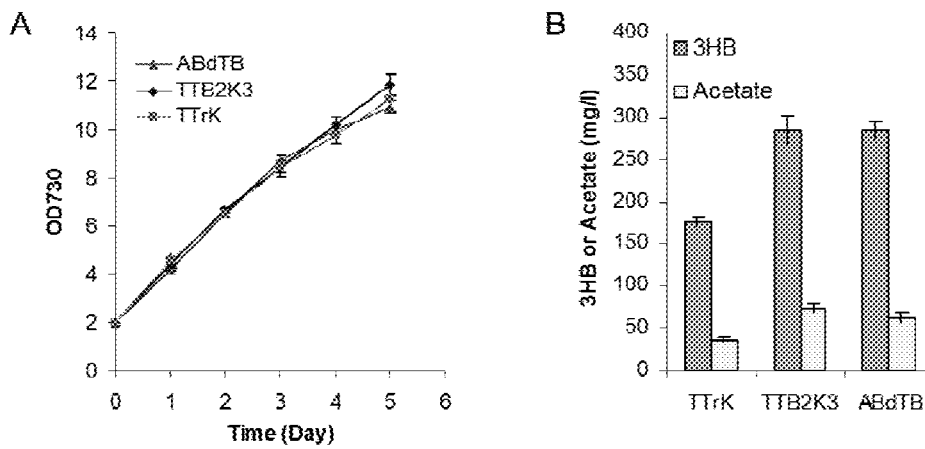 A
14
12
10
8
6
4
2
0
OD730
ABdTB
TTB2K3
TTrK
0 1 2 3 4 5 6
Time (Day)
B
400
350
300
250
200
150
100
50
0
3HB or Acetate (mg/l)
3HB
Acetate
TTrK TTB2K3 ABdTB